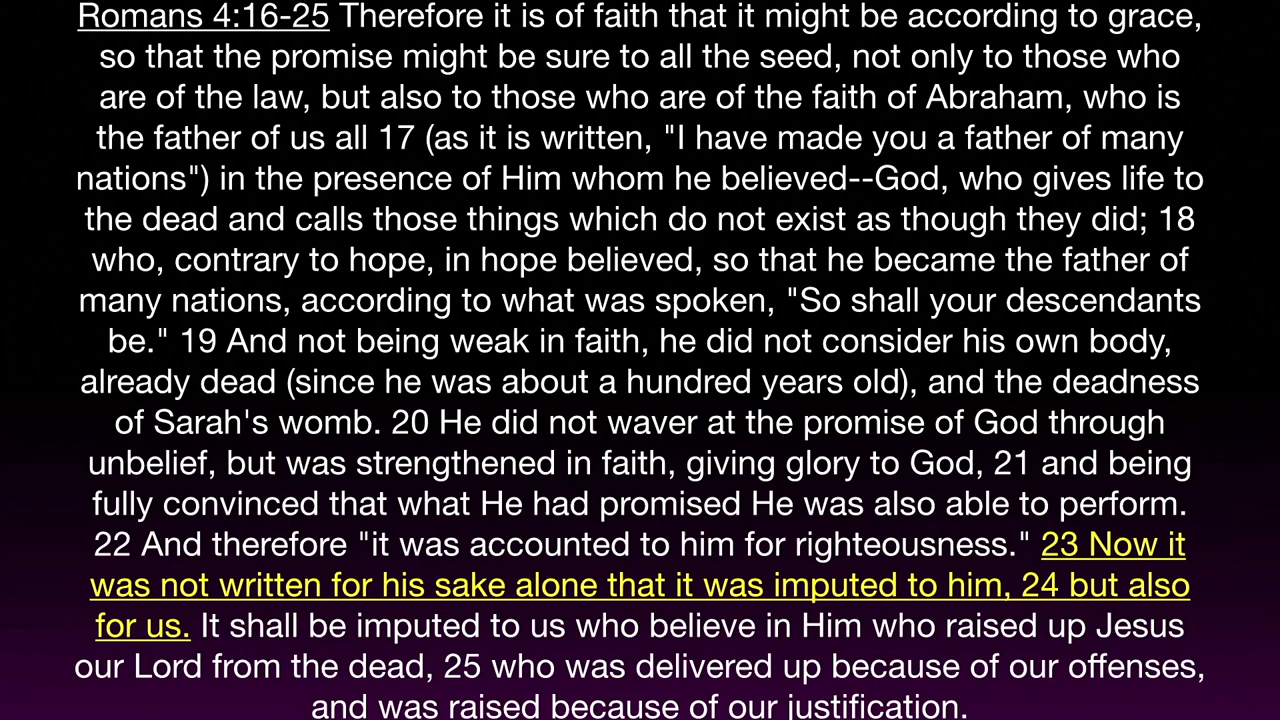 Romans 4:16-25 Therefore it is of faith that it might be according to grace,
so that the promise might be sure to all the seed, not only to those who
are of the law, but also to those who are of the faith of Abraham, who is
the father of us all 17 (as it is written, "I have made you a father of many
nations") in the presence of Him whom he believed--God, who gives life to
the dead and calls those things which do not exist as though they did; 18
who, contrary to hope, in hope believed, so that he became the father of
many nations, according to what was spoken, "So shall your descendants
be." 19 And not being weak in faith, he did not consider his own body,
already dead (since he was about a hundred years old), and the deadness
of Sarah's womb. 20 He did not waver at the promise of God through
unbelief, but was strengthened in faith, giving glory to God, 21 and being
fully convinced that what He had promised He was also able to perform.
22 And therefore "it was accounted to him for righteousness." 23 Now it
was not written for his sake alone that it was imputed to him, 24 but also
for us. It shall be imputed to us who believe in Him who raised up Jesus
our Lord from the dead, 25 who was delivered up because of our offenses,
and was raised because of our justification.